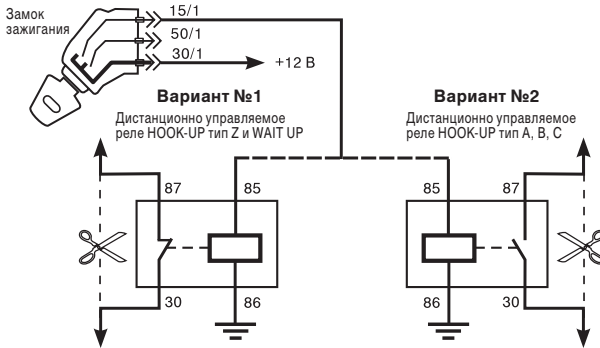 Замок
зажигания
15/1
50/1
30/1
+12 В
Вариант №1
Дистанционно управляемое
реле HOOK-UP тип Z и WAIT UP
Вариант №2
Дистанционно управляемое
реле HOOK-UP тип A, B, C
87
85
30
86
85
87
86
30